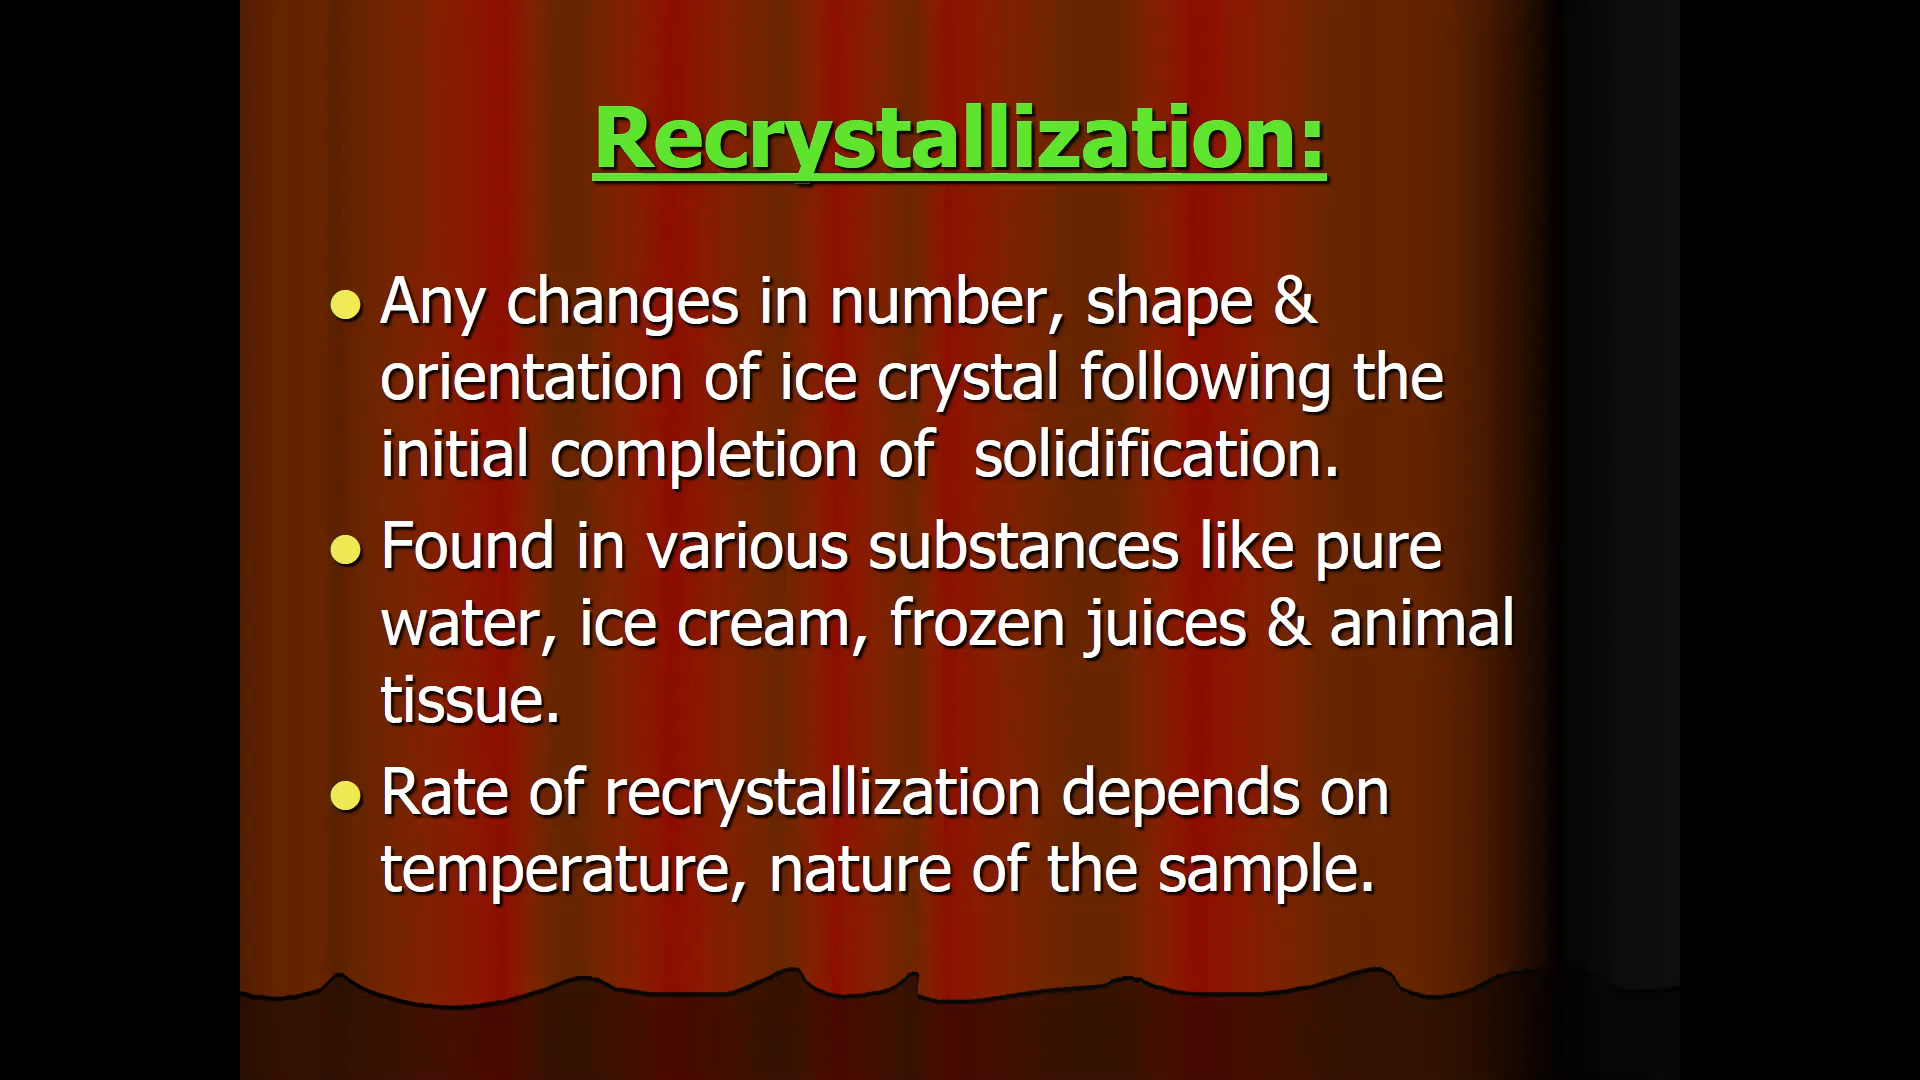 Recrystallization:
Any changes in number, shape &
orientation of ice crystal following the
initial completion of  solidification.
Found in various substances like pure
water, ice cream, frozen juices & animal
tissue.
Rate of recrystallization depends on
temperature, nature of the sample.